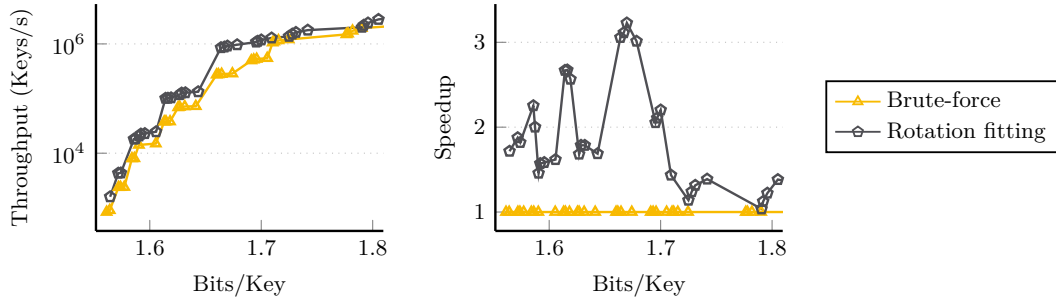 Throughput (Keys/s)
10^6
10^4
1.6
1.7
1.8
Bits/Key
Speedup
3
2
1
1.6
1.7
1.8
Bits/Key
Brute-force
Rotation fitting